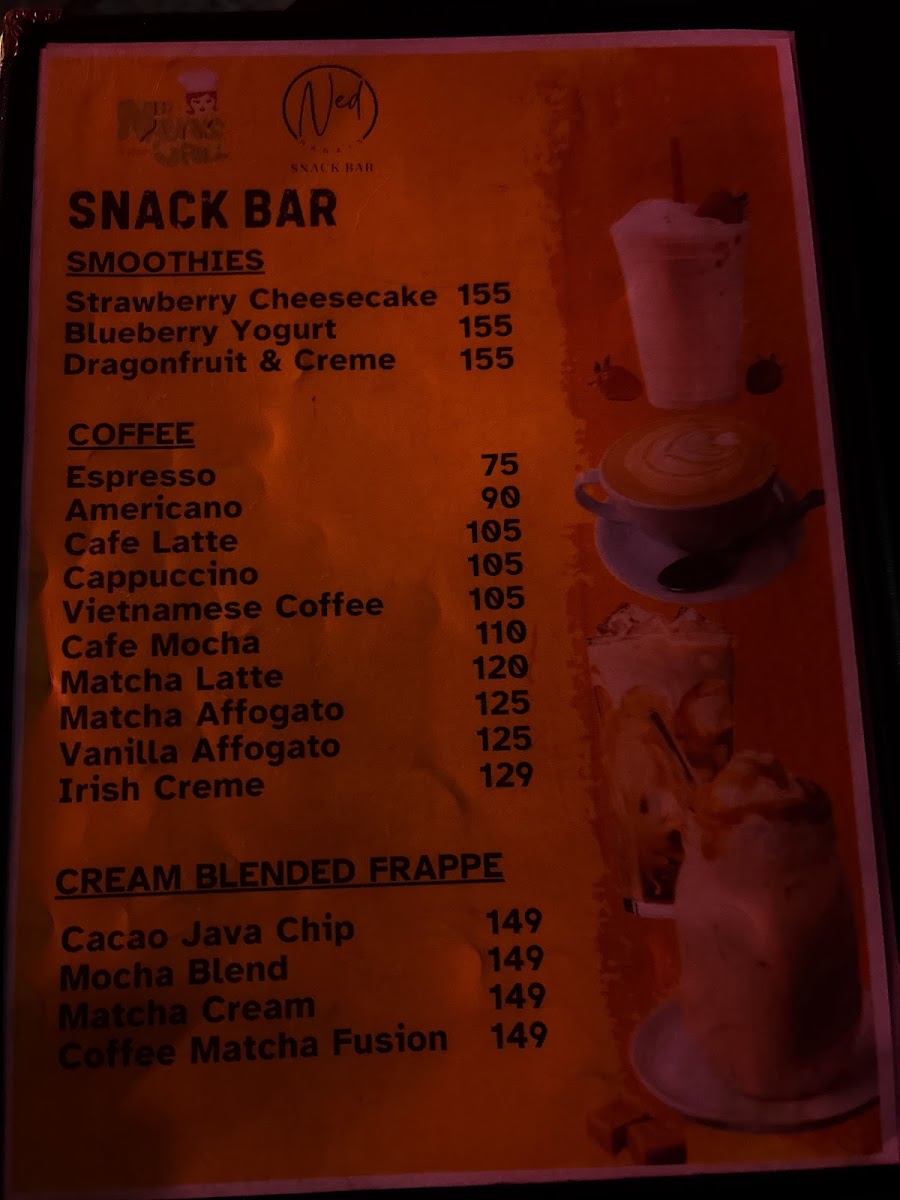 Ned
SNACK BAR
SNACK BAR
SMOOTHIES
Strawberry Cheesecake 155
Blueberry Yogurt 155
Dragonfruit & Creme 155
COFFEE
Espresso 75
Americano 90
Cafe Latte 105
Cappuccino 105
Vietnamese Coffee 105
Cafe Mocha 110
Matcha Latte 120
Matcha Affogato 125
Vanilla Affogato 125
Irish Creme 129
CREAM BLENDED FRAPPE
Cacao Java Chip 149
Mocha Blend 149
Matcha Cream 149
Coffee Matcha Fusion 149